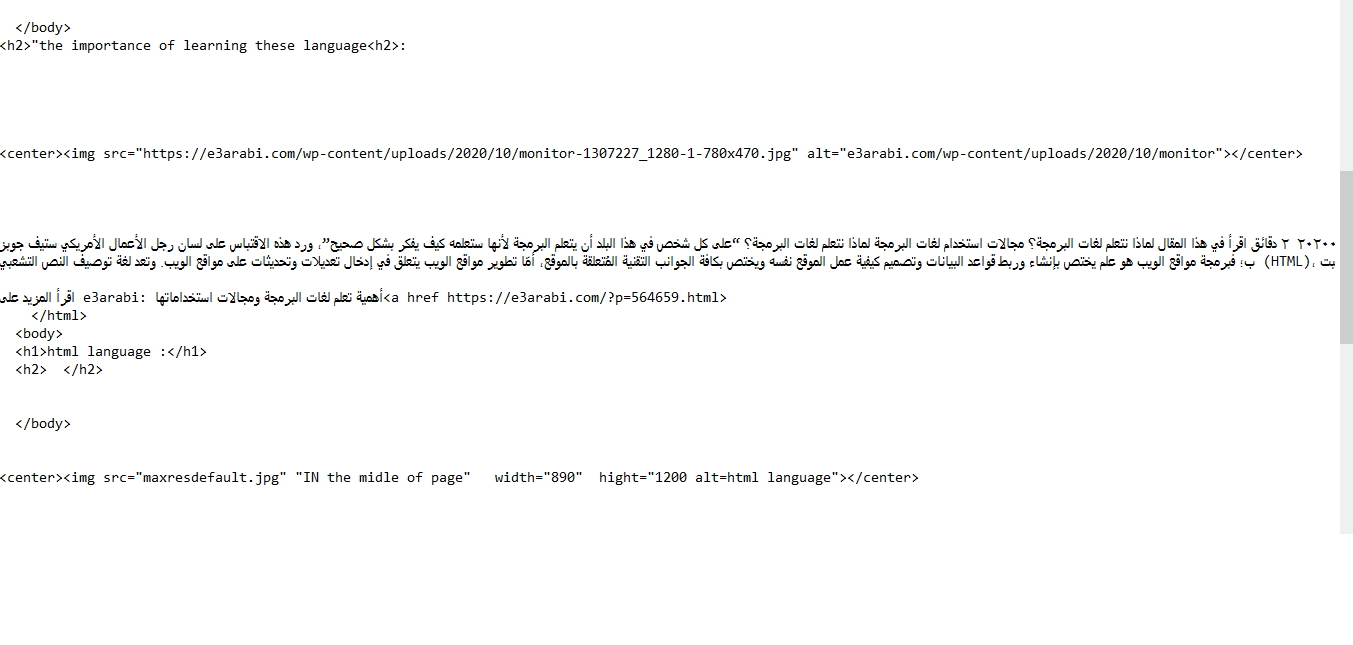 </body>
<h2>"the importance of learning these language<h2>:
<center><img src="https://e3arabi.com/wp-content/uploads/2020/10/monitor-1307227_1280-1-780x470.jpg" alt="e3arabi.com/wp-content/uploads/2020/10/monitor"></center>
٢٠٢٠٠ ٢ دقائق اقرأ في هذا المقال لماذا نتعلم لغات البرمجة؟ مجالات استخدام لغات البرمجة لماذا نتعلم لغات البرمجة؟ “على كل شخص في هذا البلد أن يتعلم البرمجة لأنها ستعلمه كيف يفكر بشكل صحيح”، ورد هذه الاقتباس على لسان رجل الأعمال الأمريكي ستيف جوبز
بت ،(HTML) ب؛ فبرمجة مواقع الويب هو علم يختص بإنشاء وربط قواعد البيانات وتصميم كيفية عمل الموقع نفسه ويختص بكافة الجوانب التقنية المُتعلقة بالموقع، أمّا تطوير مواقع الويب يتعلق في إدخال تعديلات وتحديثات على مواقع الويب. وتعد لغة توصيف النص التشعبي
اقرأ المزيد على e3arabi: أهمية تعلم لغات البرمجة ومجالات استخداماتها<a href https://e3arabi.com/?p=564659.html>
</html>
<body>
<h1>html language :</h1>
<h2>  </h2>
</body>
<center><img src="maxresdefault.jpg" "IN the midle of page"   width="890"  hight="1200 alt=html language"></center>